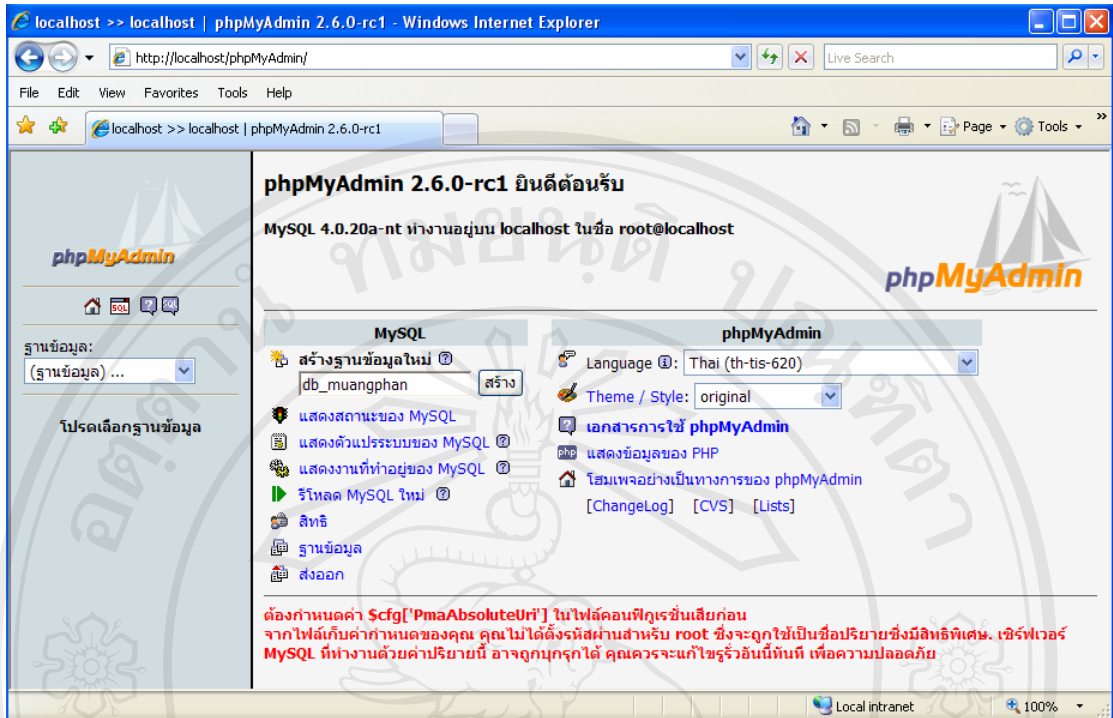 localhost >> localhost | phpMyAdmin 2.6.0-rc1 - Windows Internet Explorer
http://localhost/phpMyAdmin/
Live Search
File Edit View Favorites Tools Help
localhost >> localhost | phpMyAdmin 2.6.0-rc1
Page Tools
phpMyAdmin
SQL
ฐานข้อมูล:
(ฐานข้อมูล) ...
โปรดเลือกฐานข้อมูล
phpMyAdmin 2.6.0-rc1 ยินดีต้อนรับ
MySQL 4.0.20a-nt ทำงานอยู่บน localhost ในชื่อ root@localhost
phpMyAdmin
MySQL
สร้างฐานข้อมูลใหม่
db_muangphan สร้าง
แสดงสถานะของ MySQL
แสดงตัวแปรระบบของ MySQL
แสดงงานที่ทำอยู่ของ MySQL
รีโหลด MySQL ใหม่
สิทธิ
ฐานข้อมูล
ส่งออก
phpMyAdmin
Language : Thai (th-tis-620)
Theme / Style: original
เอกสารการใช้ phpMyAdmin
php แสดงข้อมูลของ PHP
โฮมเพจอย่างเป็นทางการของ phpMyAdmin
[ChangeLog] [CVS] [Lists]
ต้องกำหนดค่า $cfg['PmaAbsoluteUri'] ในไฟล์คอนฟิกูเรชั่นเสียก่อน
จากไฟล์เก็บค่ากำหนดของคุณ คุณไม่ได้ตั้งรหัสผ่านสำหรับ root ซึ่งจะถูกใช้เป็นชื่อปริยายซึ่งมีสิทธิพิเศษ. เซิร์ฟเวอร์
MySQL ที่ทำงานด้วยค่าปริยายนี้ อาจถูกบุกรุกได้ คุณควรจะแก้ไขรูรั่วอันนี้ทันที เพื่อความปลอดภัย
Local intranet 100%